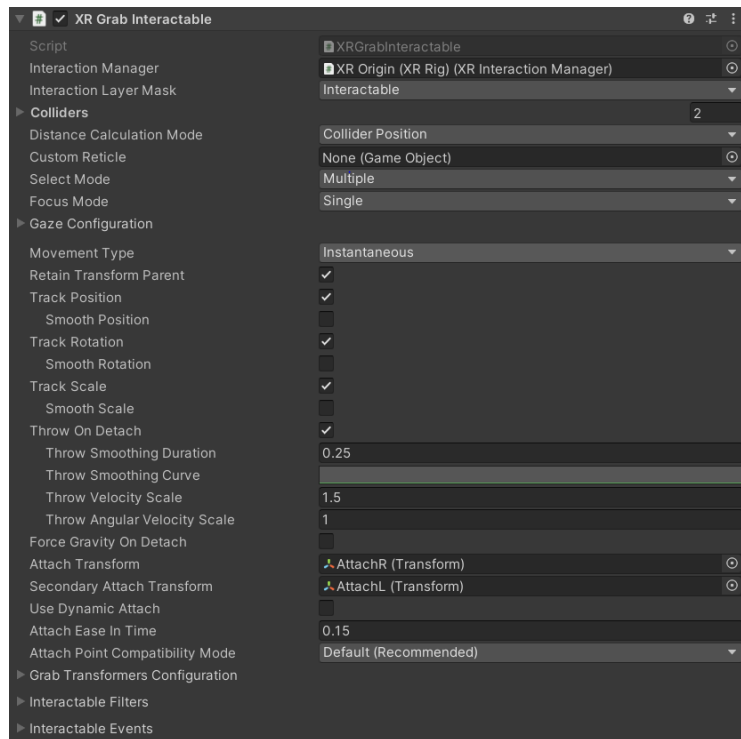 XR Grab Interactable
Script XRGrabInteractable
Interaction Manager XR Origin (XR Rig) (XR Interaction Manager)
Interaction Layer Mask Interactable
Colliders 2
Distance Calculation Mode Collider Position
Custom Reticle None (Game Object)
Select Mode Multiple
Focus Mode Single
Gaze Configuration
Movement Type Instantaneous
Retain Transform Parent
Track Position
Smooth Position
Track Rotation
Smooth Rotation
Track Scale
Smooth Scale
Throw On Detach
Throw Smoothing Duration 0.25
Throw Smoothing Curve
Throw Velocity Scale 1.5
Throw Angular Velocity Scale 1
Force Gravity On Detach
Attach Transform AttachR (Transform)
Secondary Attach Transform AttachL (Transform)
Use Dynamic Attach
Attach Ease In Time 0.15
Attach Point Compatibility Mode Default (Recommended)
Grab Transformers Configuration
Interactable Filters
Interactable Events